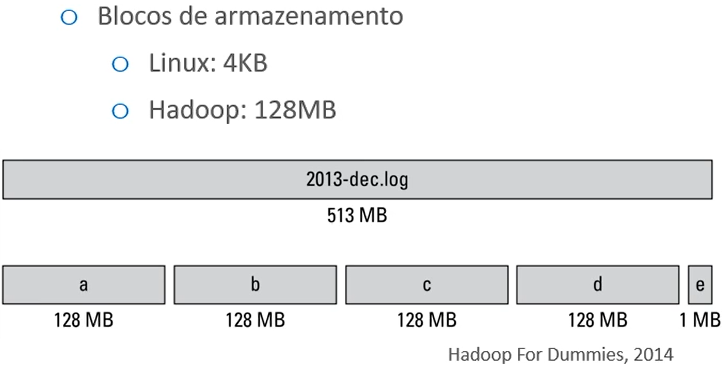 Blocos de armazenamento
Linux: 4KB
Hadoop: 128MB
2013-dec.log
513 MB
a b c d e
128 MB 128 MB 128 MB 128 MB 1 MB
Hadoop For Dummies, 2014